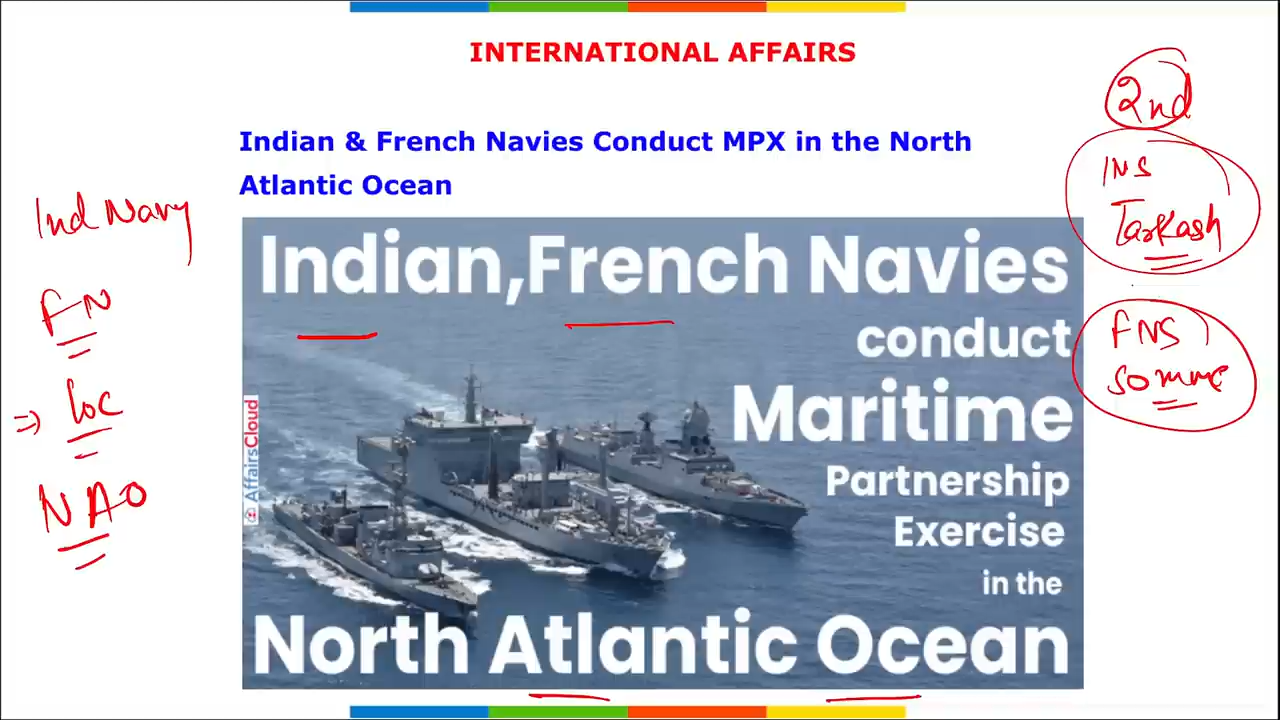 INTERNATIONAL AFFAIRS
Indian & French Navies Conduct MPX in the North
Atlantic Ocean
Indian,French Navies
conduct
Maritime
Partnership
Exercise
in the
North Atlantic Ocean
AffairsCloud
Ind Navy
FN
loc
NAO
2nd
INS
Tarkash
FNS
somme